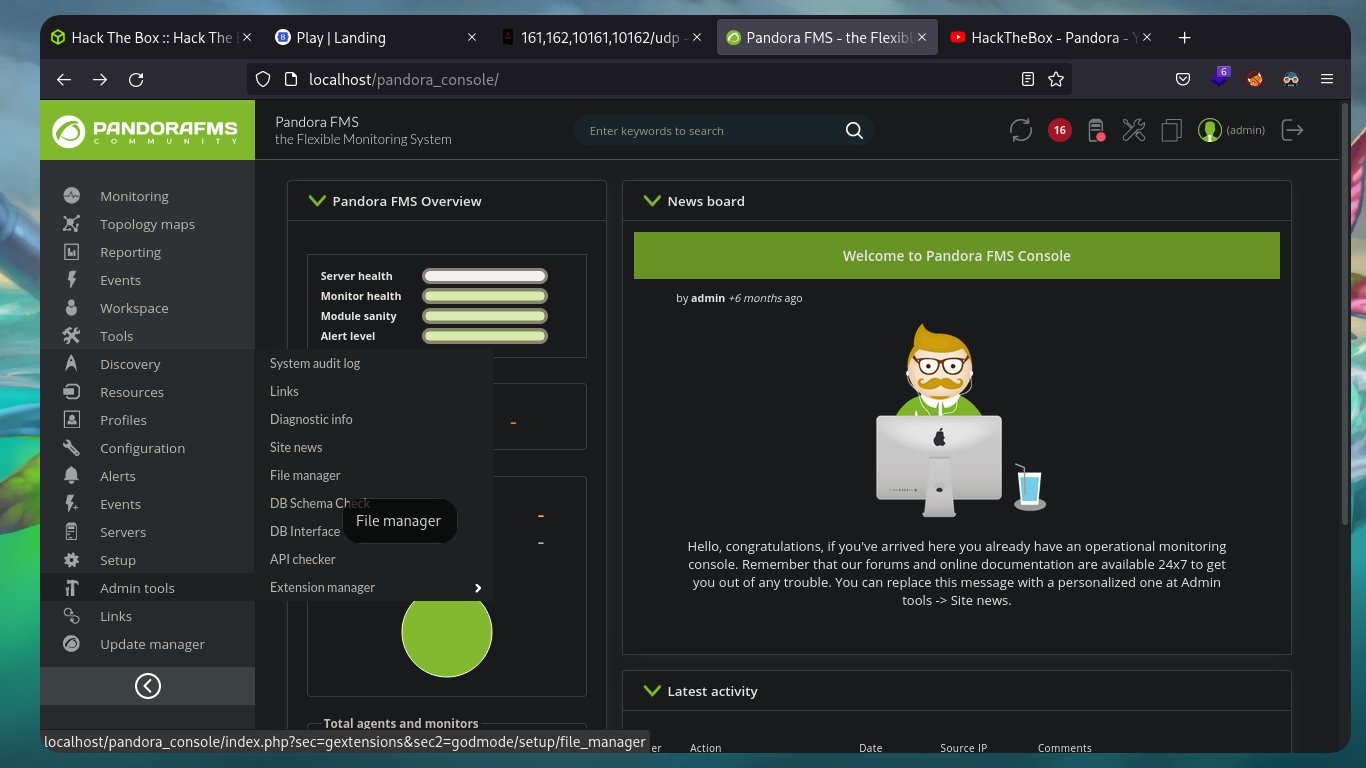 Hack The Box :: Hack The
Play | Landing
161,162,10161,10162/udp -
Pandora FMS - the Flexibl
HackTheBox - Pandora - Y
localhost/pandora_console/
6
PANDORAFMS
COMMUNITY
Pandora FMS
the Flexible Monitoring System
Enter keywords to search
16
(admin)
Monitoring
Topology maps
Reporting
Events
Workspace
Tools
Discovery
Resources
Profiles
Configuration
Alerts
Events
Servers
Setup
Admin tools
Links
Update manager
System audit log
Links
Diagnostic info
Site news
File manager
DB Schema Check
DB Interface
API checker
Extension manager
File manager
Pandora FMS Overview
Server health
Monitor health
Module sanity
Alert level
-
-
-
Total agents and monitors
News board
Welcome to Pandora FMS Console
by admin +6 months ago
Hello, congratulations, if you've arrived here you already have an operational monitoring
console. Remember that our forums and online documentation are available 24x7 to get
you out of any trouble. You can replace this message with a personalized one at Admin
tools -> Site news.
Latest activity
er Action Date Source IP Comments
localhost/pandora_console/index.php?sec=gextensions&sec2=godmode/setup/file_manager